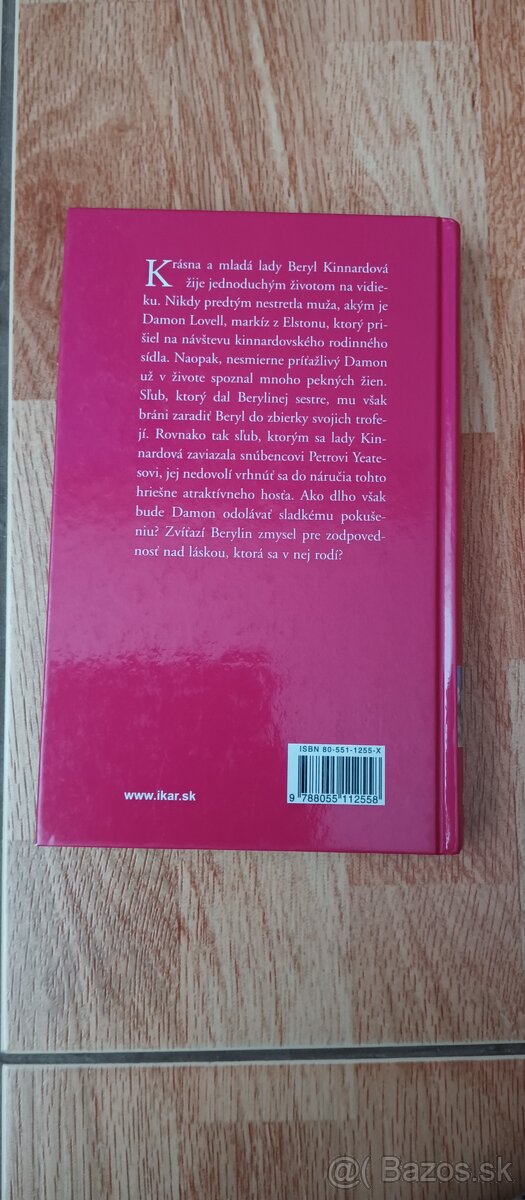 Krásna a mladá lady Beryl Kinnardová
žije jednoduchým životom na vidie-
ku. Nikdy predtým nestretla muža, akým je
Damon Lovell, markíz z Elstonu, ktorý pri-
šiel na návštevu kinnardovského rodinného
sídla. Naopak, nesmierne príťažlivý Damon
už v živote spoznal mnoho pekných žien.
Sľub, ktorý dal Berylinej sestre, mu však
bráni zaradiť Beryl do zbierky svojich trofe-
jí. Rovnako tak sľub, ktorým sa lady Kin-
nardová zaviazala snúbencovi Petrovi Yeate-
sovi, jej nedovolí vrhnúť sa do náručia tohto
hriešne atraktívneho hosťa. Ako dlho však
bude Damon odolávať sladkému pokuše-
niu? Zvíťazí Berylin zmysel pre zodpoved-
nosť nad láskou, ktorá sa v nej rodí?
ISBN 80-551-1255-X
9 788055 112558
www.ikar.sk
@ Bazos.sk